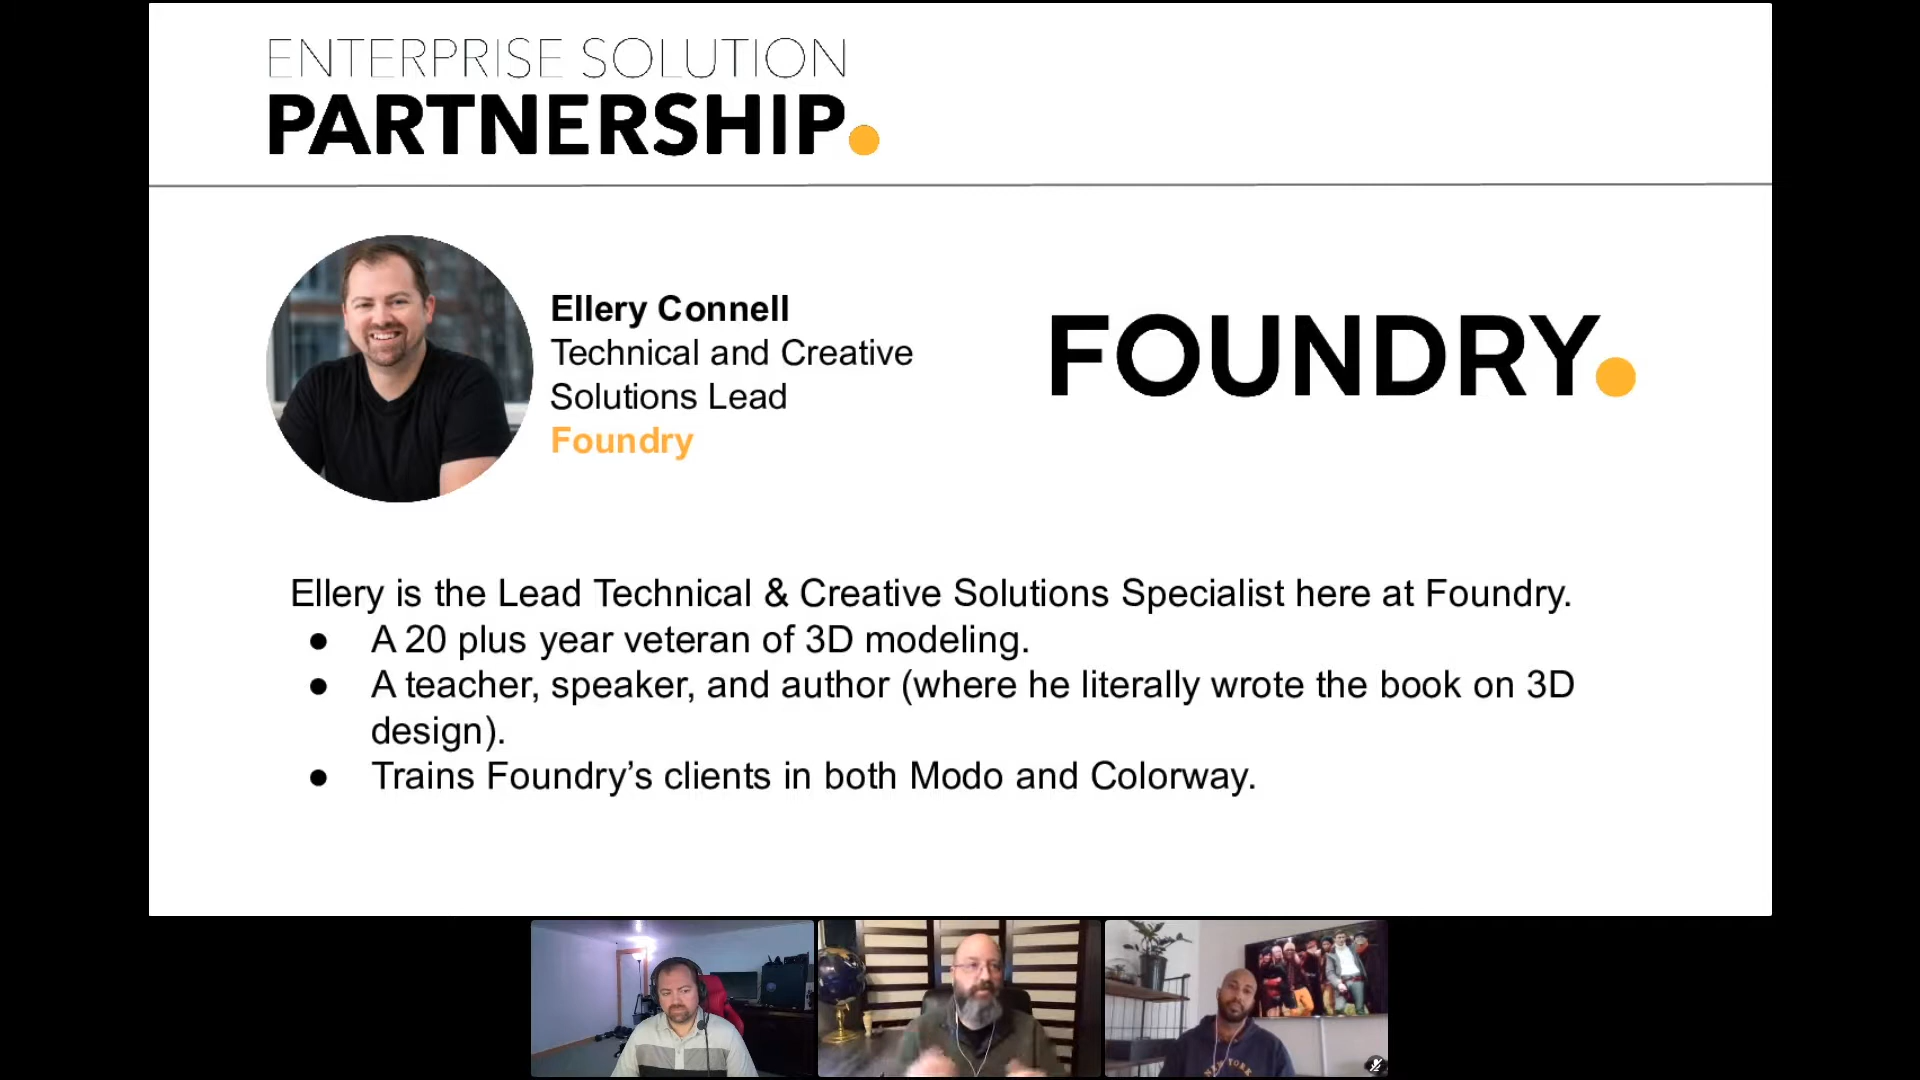 ENTERPRISE SOLUTION
PARTNERSHIP.
Ellery Connell
Technical and Creative
Solutions Lead
Foundry
FOUNDRY.
Ellery is the Lead Technical & Creative Solutions Specialist here at Foundry.
● A 20 plus year veteran of 3D modeling.
● A teacher, speaker, and author (where he literally wrote the book on 3D
design).
● Trains Foundry’s clients in both Modo and Colorway.
NEW YORK